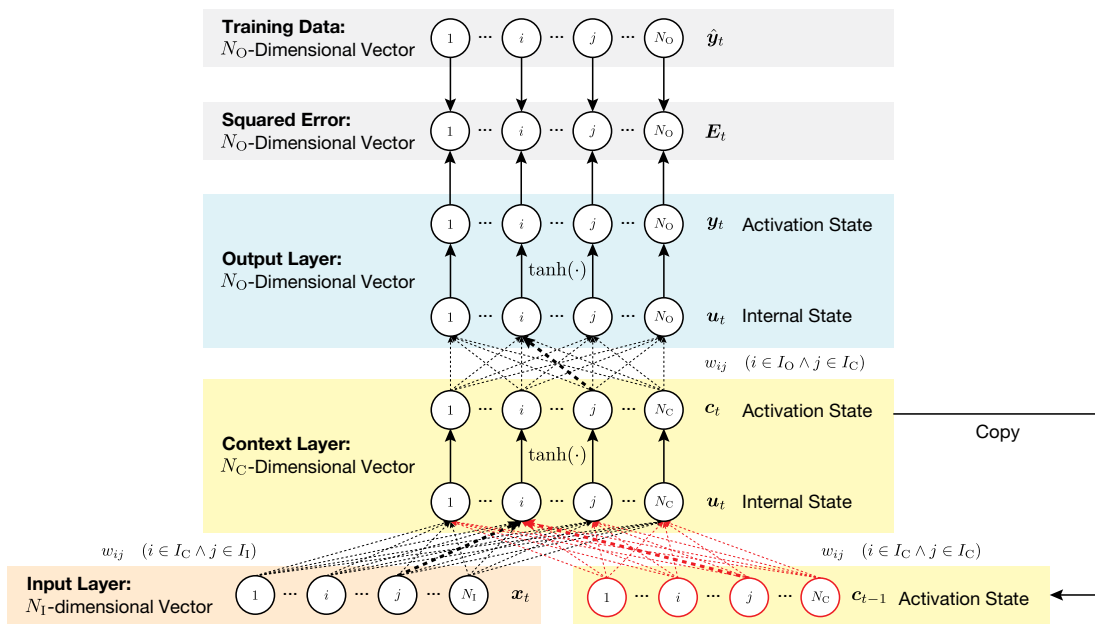 Training Data:
N_O-Dimensional Vector
1 ··· i ··· j ··· N_O ŷ_t
Squared Error:
N_O-Dimensional Vector
1 ··· i ··· j ··· N_O E_t
1 ··· i ··· j ··· N_O y_t Activation State
Output Layer:
N_O-Dimensional Vector
tanh(·)
1 ··· i ··· j ··· N_O u_t Internal State
w_ij (i ∈ I_O ∧ j ∈ I_C)
1 ··· i ··· j ··· N_C c_t Activation State
Copy
Context Layer:
N_C-Dimensional Vector
tanh(·)
1 ··· i ··· j ··· N_C u_t Internal State
w_ij (i ∈ I_C ∧ j ∈ I_I)
w_ij (i ∈ I_C ∧ j ∈ I_C)
Input Layer:
N_I-dimensional Vector
1 ··· i ··· j ··· N_I x_t
1 ··· i ··· j ··· N_C c_{t−1} Activation State